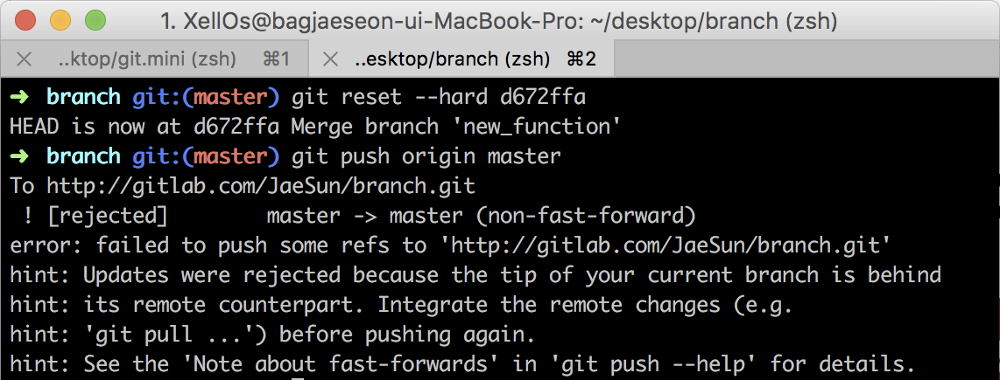 1. XellOs@bagjaeseon-ui-MacBook-Pro: ~/desktop/branch (zsh)
..ktop/git.mini (zsh) ⌘1 ..esktop/branch (zsh) ⌘2
➜ branch git:(master) git reset --hard d672ffa
HEAD is now at d672ffa Merge branch 'new_function'
➜ branch git:(master) git push origin master
To http://gitlab.com/JaeSun/branch.git
 ! [rejected]        master -> master (non-fast-forward)
error: failed to push some refs to 'http://gitlab.com/JaeSun/branch.git'
hint: Updates were rejected because the tip of your current branch is behind
hint: its remote counterpart. Integrate the remote changes (e.g.
hint: 'git pull ...') before pushing again.
hint: See the 'Note about fast-forwards' in 'git push --help' for details.